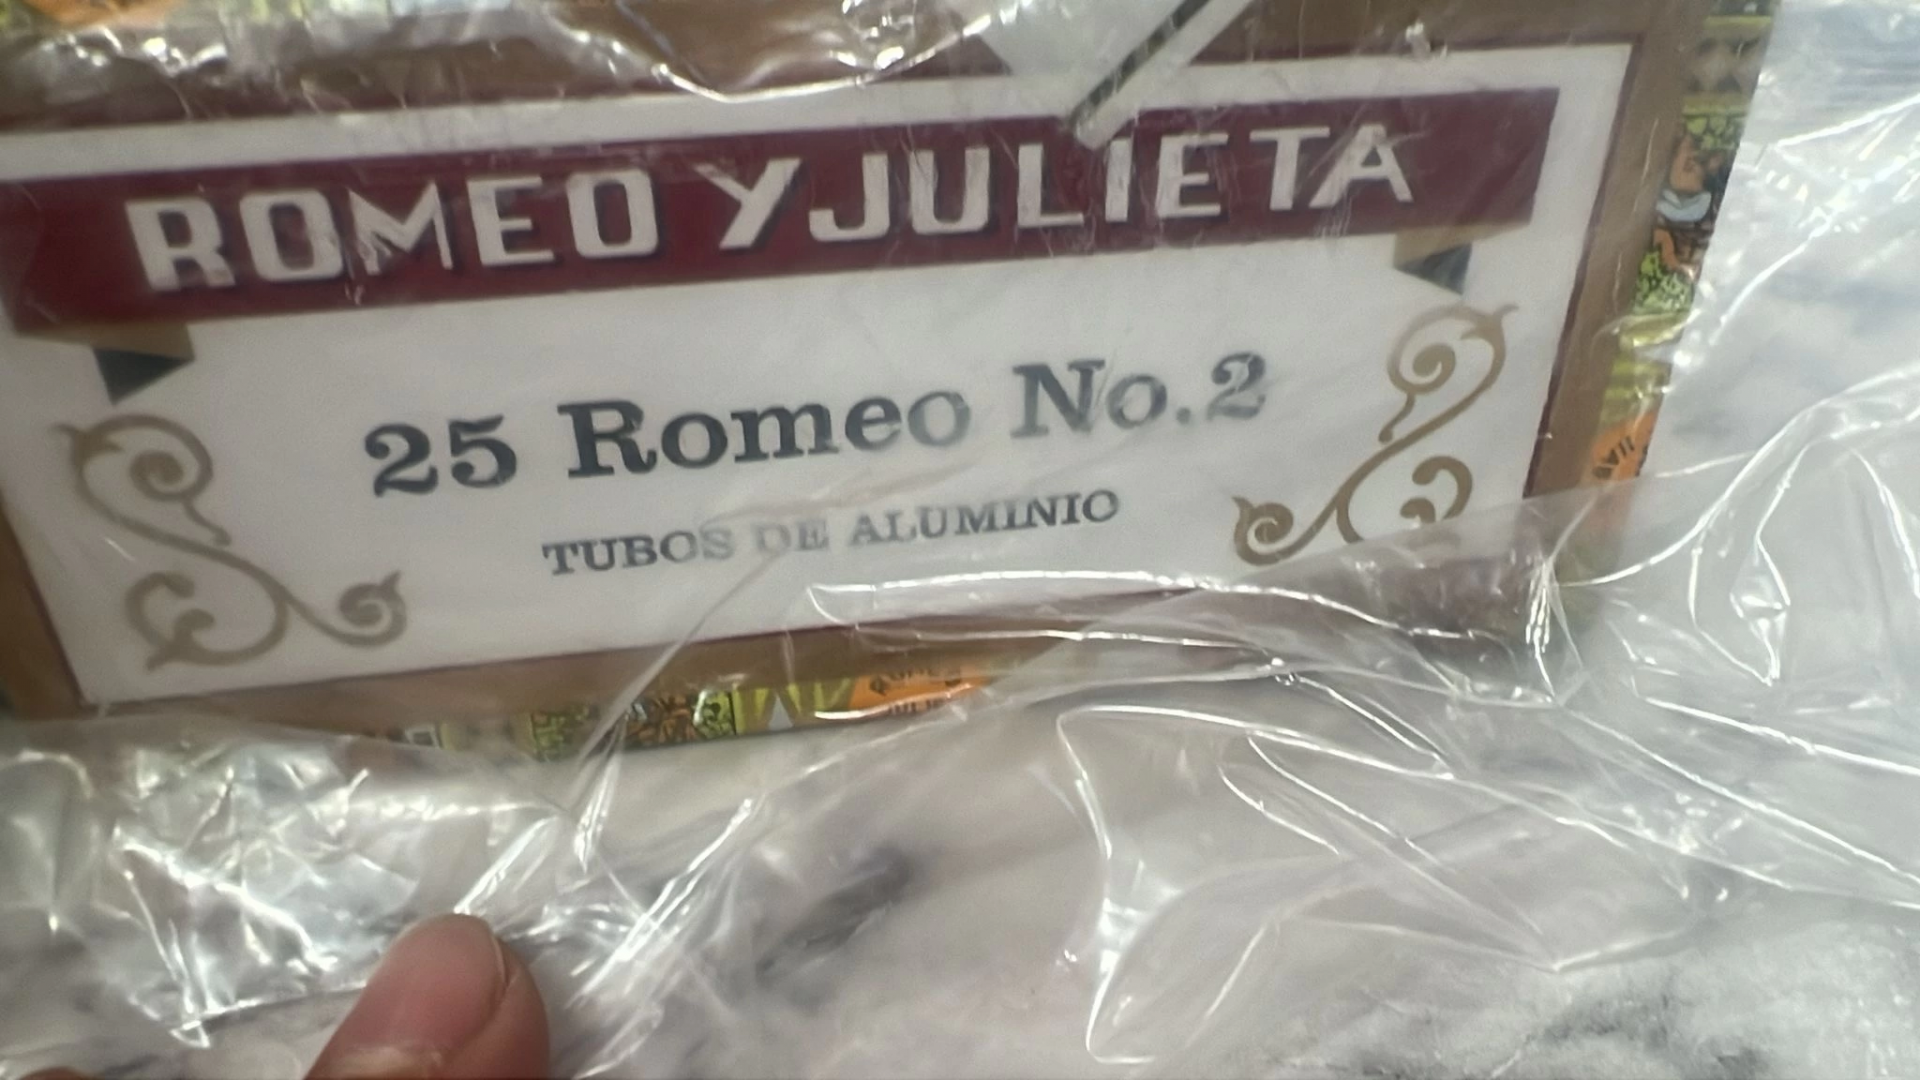 ROMEO Y JULIETA
25 Romeo No.2
TUBOS DE ALUMINIO